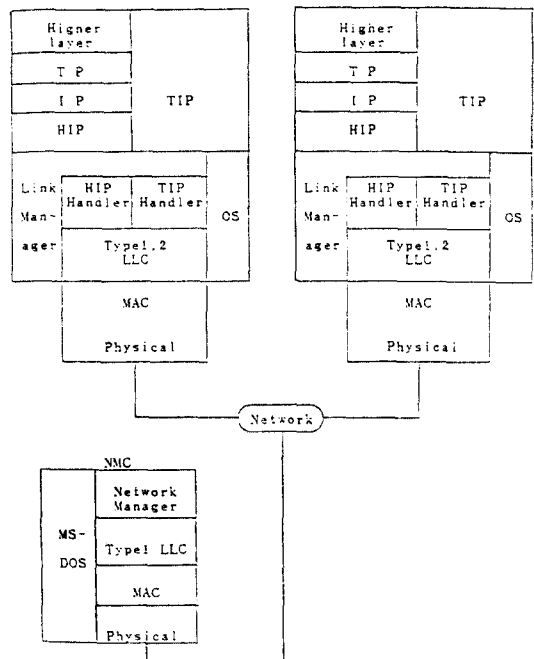 Higner
layer
T P
I P
HIP
TIP
Link
Man-
ager
HIP
Handler
TIP
Handler
OS
Type1,2
LLC
MAC
Physical
Higner
layer
T P
I P
HIP
TIP
Link
Man-
ager
HIP
Handler
TIP
Handler
OS
Type1,2
LLC
MAC
Physical
Network
NMC
MS-
DOS
Network
Manager
Type1 LLC
MAC
Physical